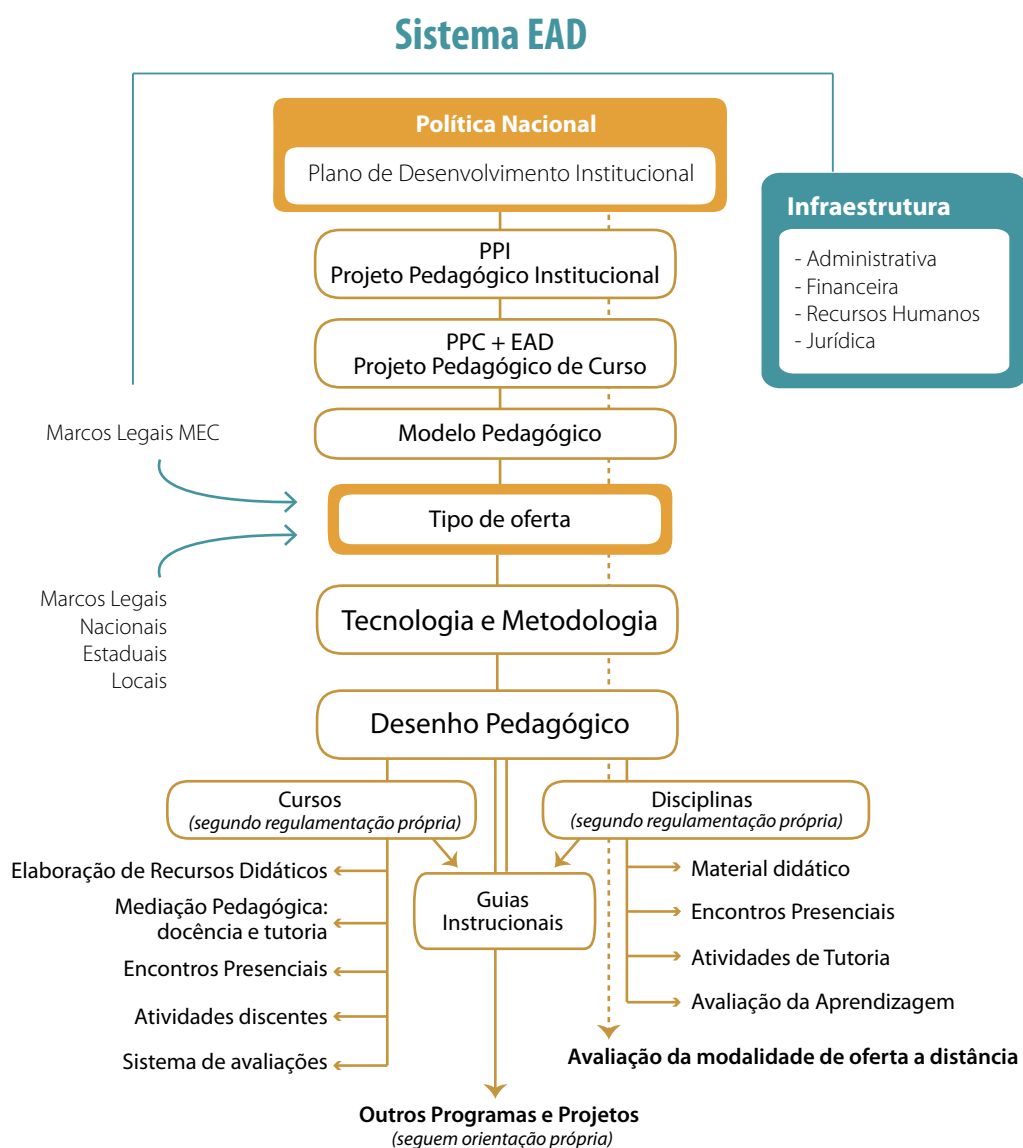 Sistema EAD
Política Nacional
Plano de Desenvolvimento Institucional
Infraestrutura
- Administrativa
- Financeira
- Recursos Humanos
- Jurídica
PPI
Projeto Pedagógico Institucional
PPC + EAD
Projeto Pedagógico de Curso
Marcos Legais MEC
Modelo Pedagógico
Tipo de oferta
Marcos Legais
Nacionais
Estaduais
Locais
Tecnologia e Metodologia
Desenho Pedagógico
Cursos
(segundo regulamentação própria)
Disciplinas
(segundo regulamentação própria)
Elaboração de Recursos Didáticos
Mediação Pedagógica:
docência e tutoria
Encontros Presenciais
Atividades discentes
Sistema de avaliações
Guias
Instrucionais
Material didático
Encontros Presenciais
Atividades de Tutoria
Avaliação da Aprendizagem
Avaliação da modalidade de oferta a distância
Outros Programas e Projetos
(seguem orientação própria)